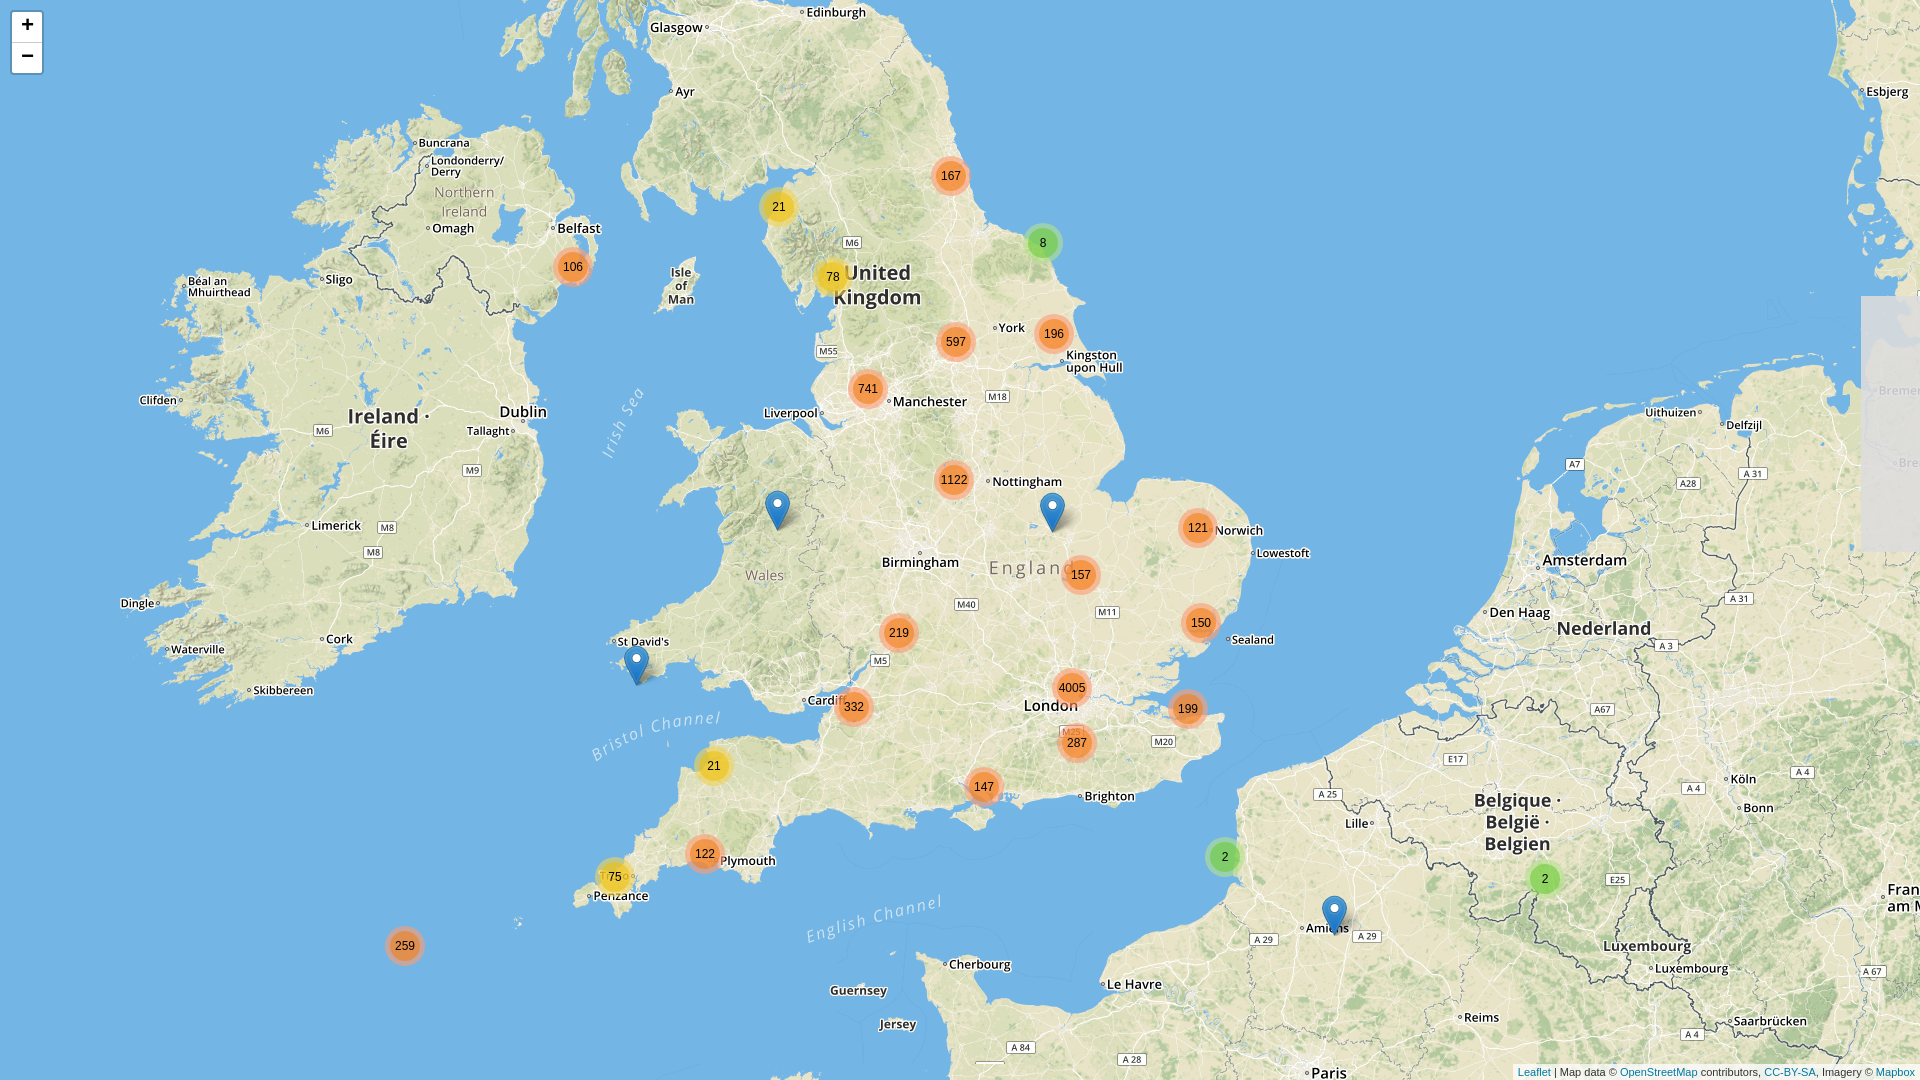 +
−
Edinburgh
Glasgow
Ayr
Esbjerg
Buncrana
Londonderry/
Derry
Northern
Ireland
Omagh
Belfast
167
21
M6
8
106
United
Kingdom
78
Isle
of
Man
Sligo
Béal an
Mhuirthead
York
196
597
M55
Kingston
upon Hull
741
Manchester
M18
Liverpool
Clifden
Ireland ·
Éire
Dublin
Tallaght
M6
Irish Sea
M9
Uithuizen
Delfzijl
A7
A 31
A28
1122
Nottingham
Limerick
M8
M8
121
Norwich
Lowestoft
Birmingham
England
157
Wales
Amsterdam
Dingle
M40
M11
Den Haag
A 31
Nederland
150
219
Sealand
Cork
Waterville
St David's
M5
A 3
Skibbereen
4005
London
Cardiff
332
199
A67
Bristol Channel
M25
287
M20
E17
21
147
Brighton
A 25
A 4
Köln
A 4
Bonn
Lille
Belgique ·
België ·
Belgien
122
Plymouth
2
75
Penzance
2
E25
Fran
am M
English Channel
259
Amiens
A 29
A 29
Luxembourg
Luxembourg
A 67
Cherbourg
Le Havre
Guernsey
Jersey
Reims
Saarbrücken
A 84
A 28
A 4
Paris
Leaflet | Map data © OpenStreetMap contributors, CC-BY-SA, Imagery © Mapbox